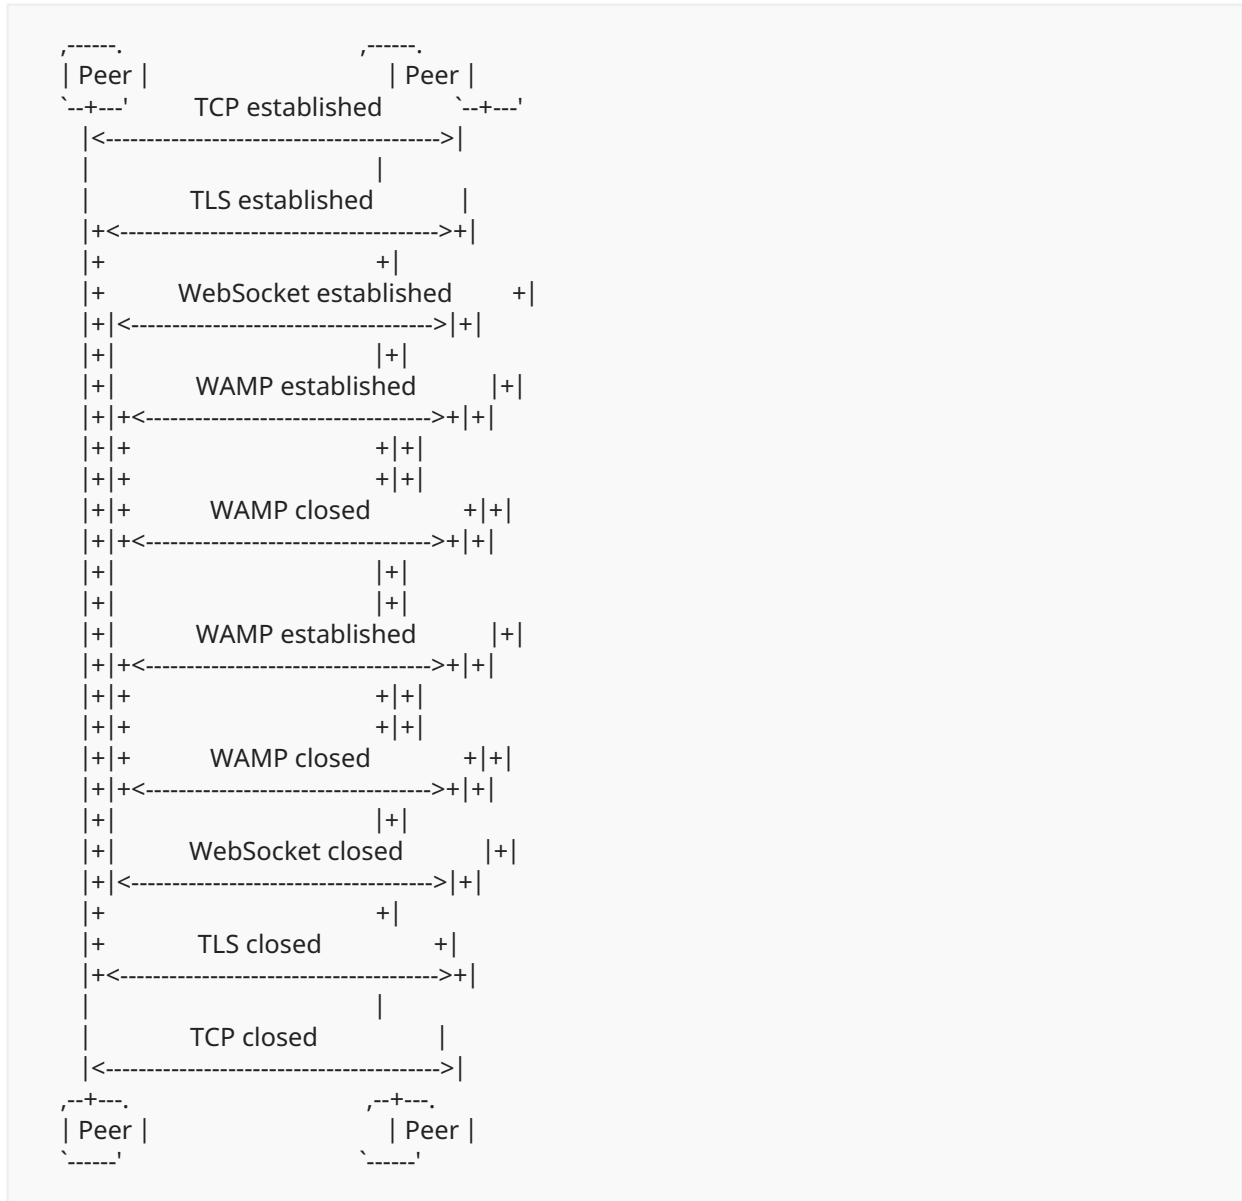 ,------.                                    ,------.
| Peer |                                    | Peer |
`--+---'          TCP established           `--+---'
   |<----------------------------------------->|
   |                                           |
   |               TLS established             |
   |+<--------------------------------------->+|
   |+                                         +|
   |+           WebSocket established         +|
   |+|<------------------------------------->|+|
   |+|                                       |+|
   |+|            WAMP established           |+|
   |+|+<----------------------------------->+|+|
   |+|+                                     +|+|
   |+|+                                     +|+|
   |+|+             WAMP closed             +|+|
   |+|+<----------------------------------->+|+|
   |+|                                       |+|
   |+|                                       |+|
   |+|            WAMP established           |+|
   |+|+<----------------------------------->+|+|
   |+|+                                     +|+|
   |+|+                                     +|+|
   |+|+             WAMP closed             +|+|
   |+|+<----------------------------------->+|+|
   |+|                                       |+|
   |+|           WebSocket closed            |+|
   |+|<------------------------------------->|+|
   |+                                         +|
   |+              TLS closed                 +|
   |+<--------------------------------------->+|
   |                                           |
   |               TCP closed                  |
   |<----------------------------------------->|
,--+---.                                    ,--+---.
| Peer |                                    | Peer |
`------'                                    `------'